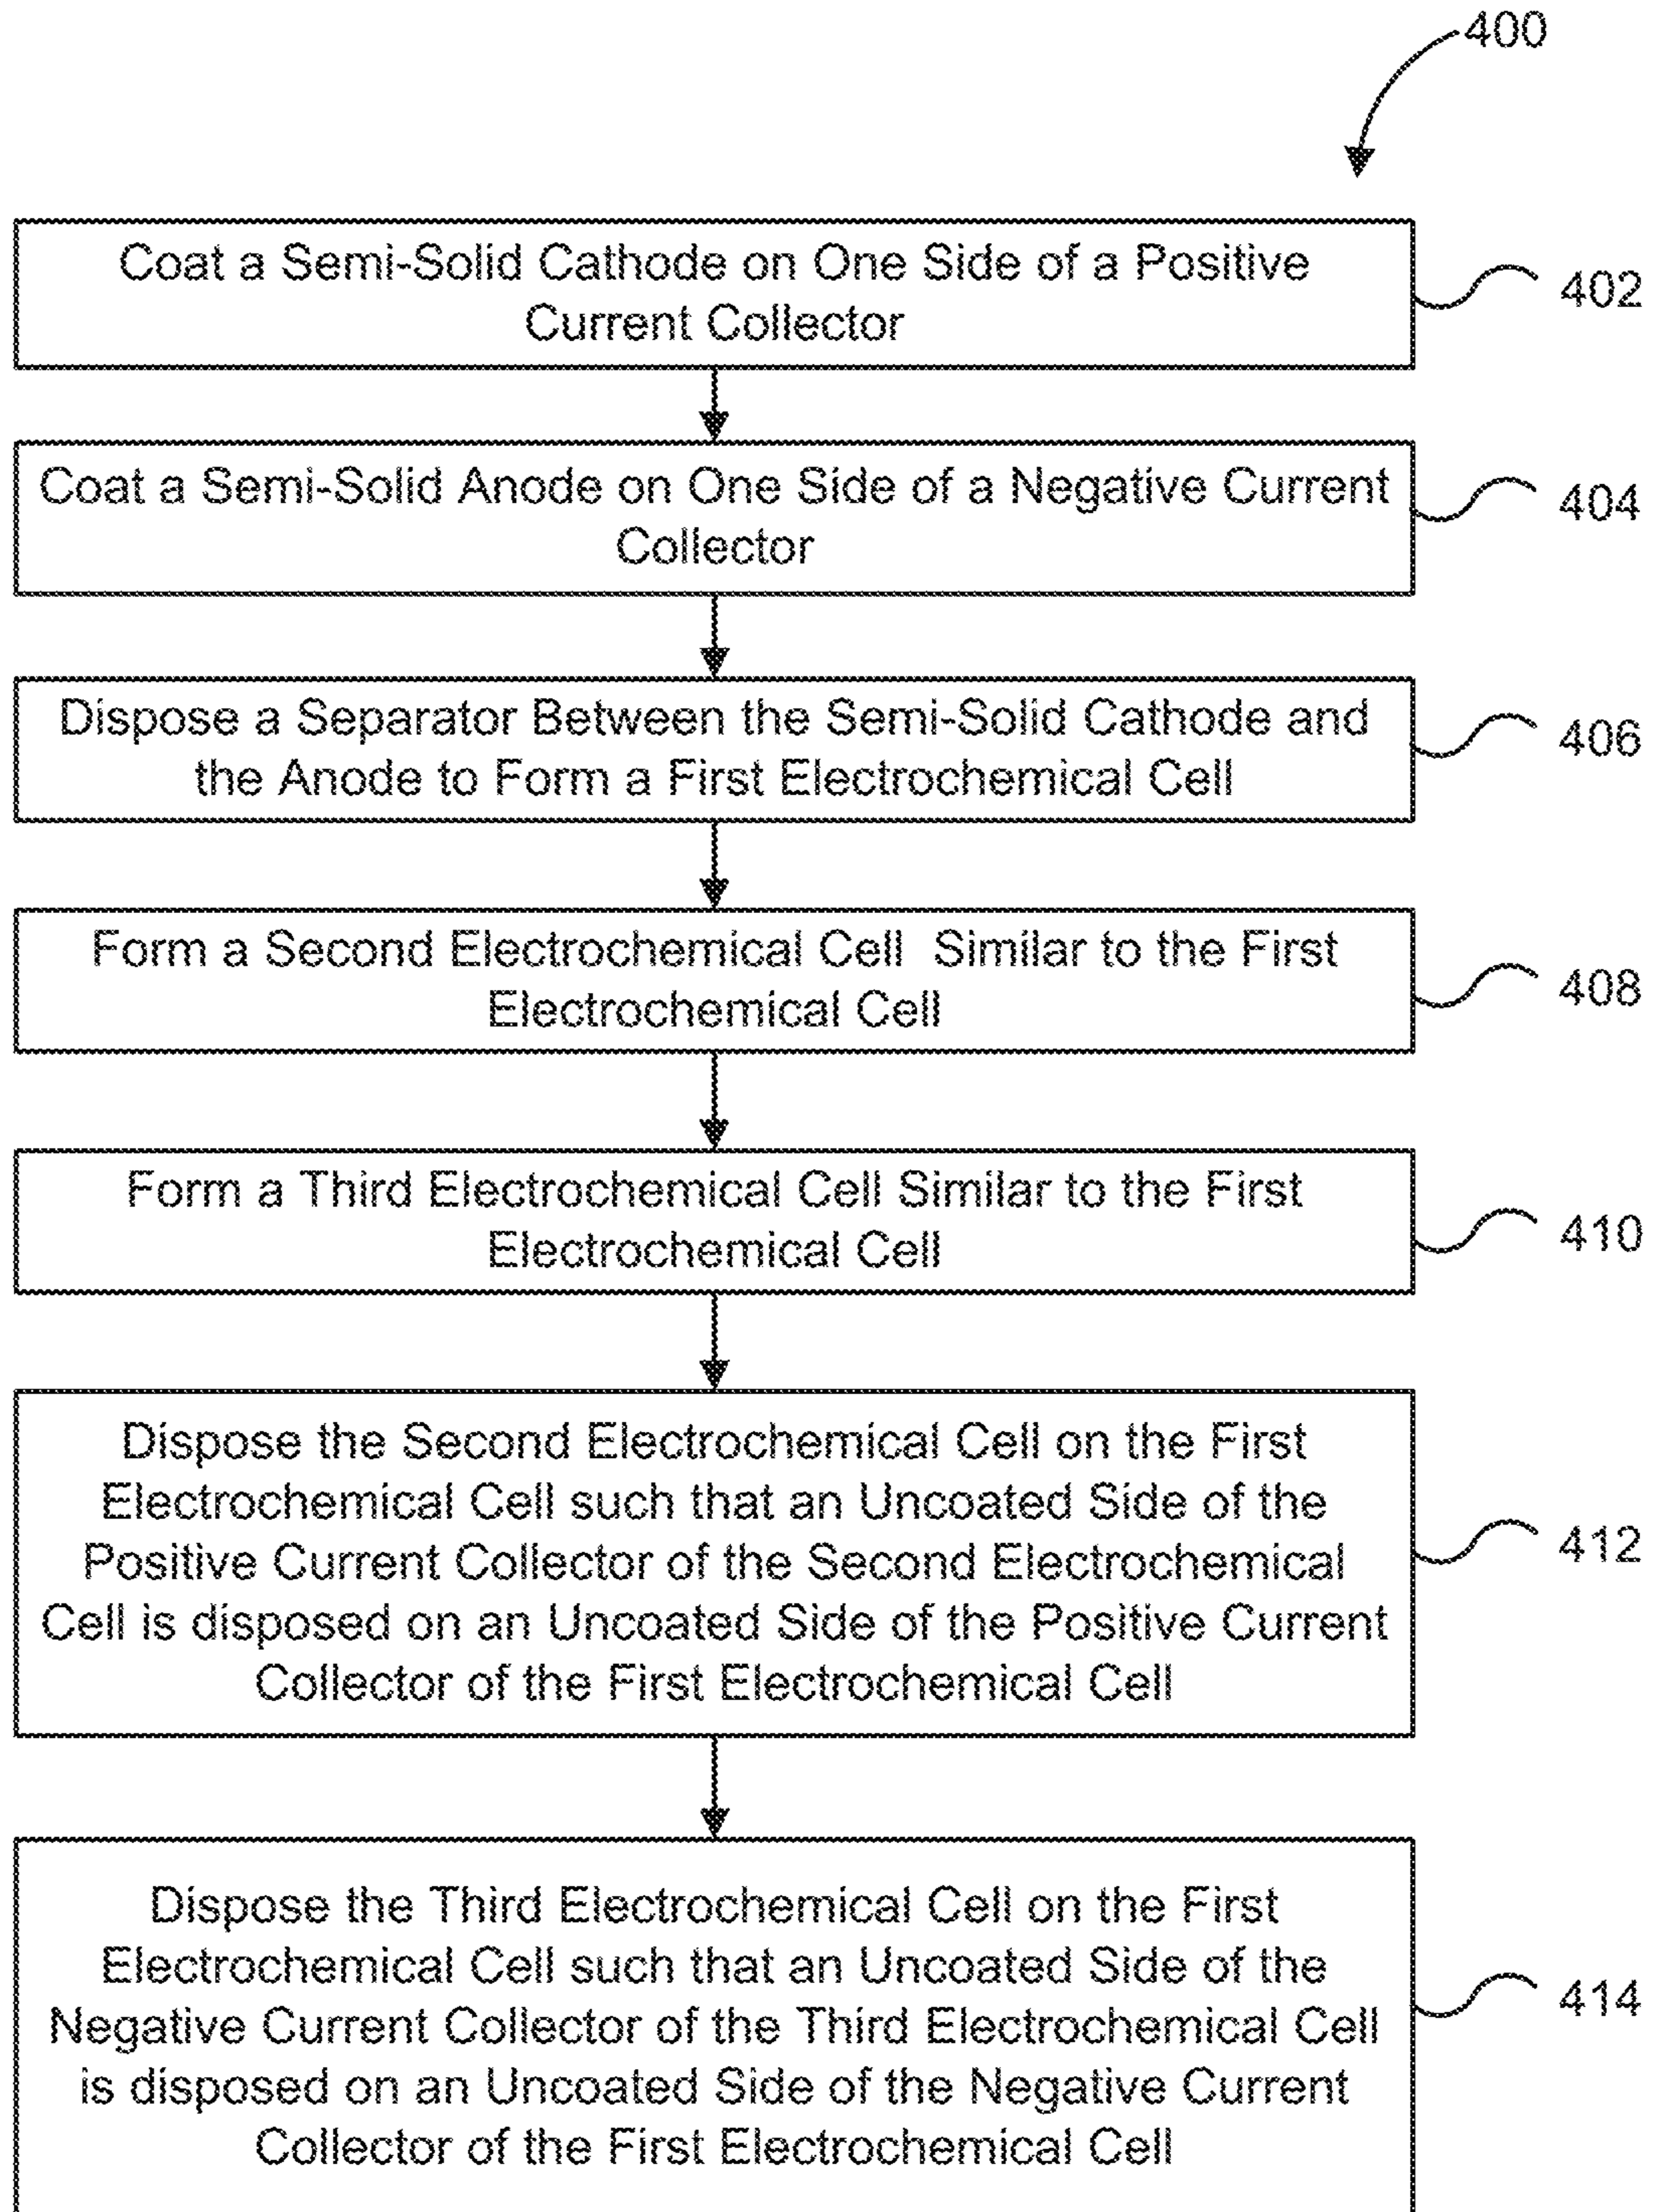 400
Coat a Semi-Solid Cathode on One Side of a Positive
Current Collector
402
Coat a Semi-Solid Anode on One Side of a Negative Current
Collector
404
Dispose a Separator Between the Semi-Solid Cathode and
the Anode to Form a First Electrochemical Cell
406
Form a Second Electrochemical Cell Similar to the First
Electrochemical Cell
408
Form a Third Electrochemical Cell Similar to the First
Electrochemical Cell
410
Dispose the Second Electrochemical Cell on the First
Electrochemical Cell such that an Uncoated Side of the
Positive Current Collector of the Second Electrochemical
Cell is disposed on an Uncoated Side of the Positive Current
Collector of the First Electrochemical Cell
412
Dispose the Third Electrochemical Cell on the First
Electrochemical Cell such that an Uncoated Side of the
Negative Current Collector of the Third Electrochemical Cell
is disposed on an Uncoated Side of the Negative Current
Collector of the First Electrochemical Cell
414